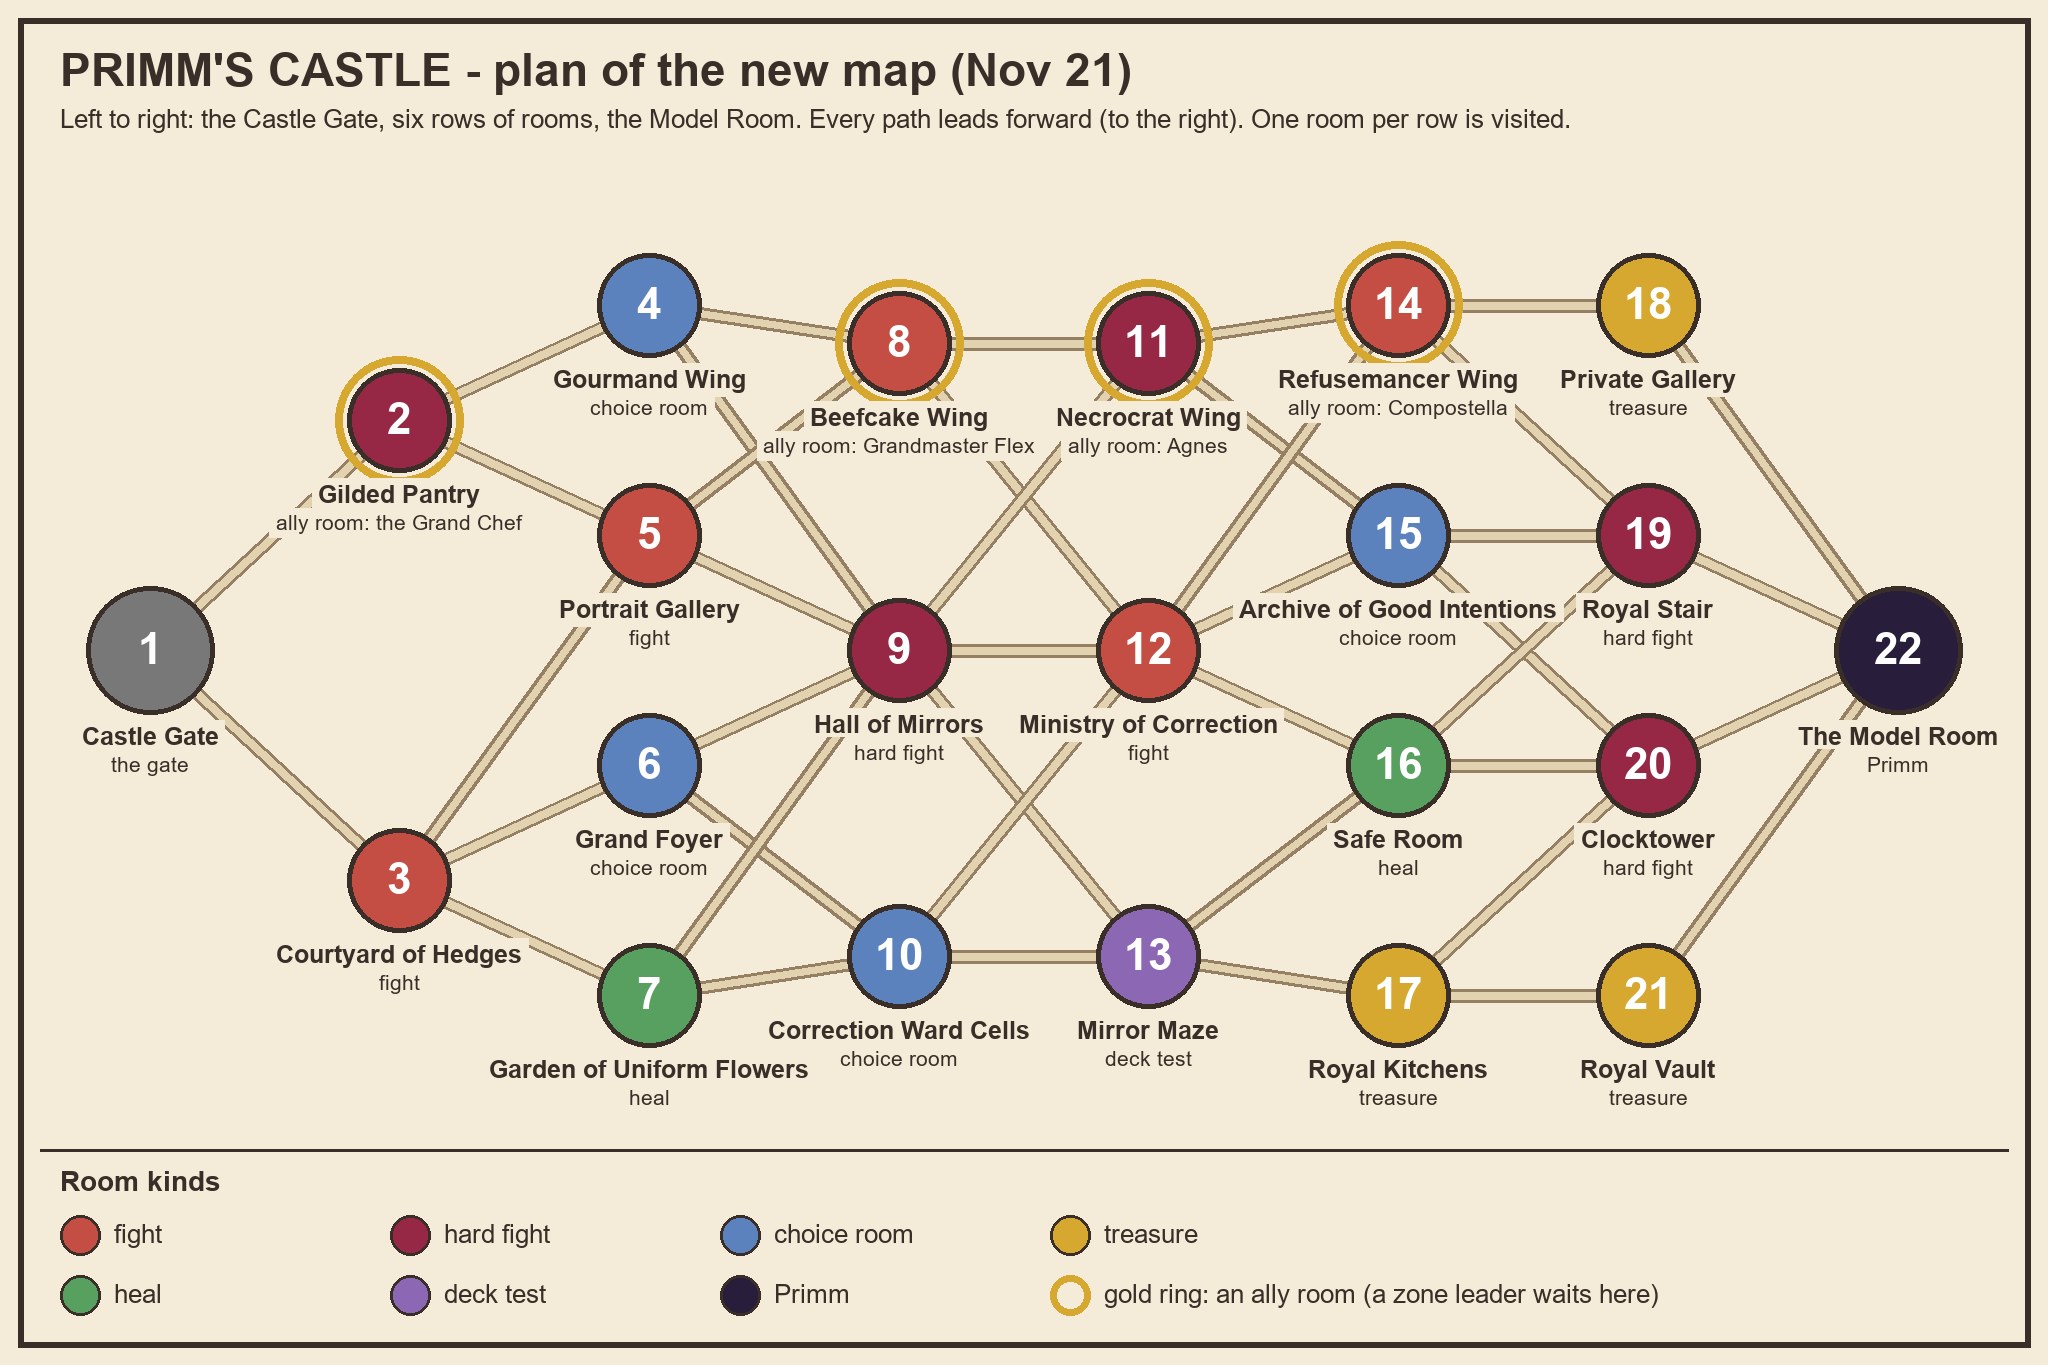 PRIMM'S CASTLE - plan of the new map (Nov 21)
Left to right: the Castle Gate, six rows of rooms, the Model Room. Every path leads forward (to the right). One room per row is visited.
1
Castle Gate
the gate
2
Gilded Pantry
ally room: the Grand Chef
3
Courtyard of Hedges
fight
4
Gourmand Wing
choice room
5
Portrait Gallery
fight
6
Grand Foyer
choice room
7
Garden of Uniform Flowers
heal
8
Beefcake Wing
ally room: Grandmaster Flex
9
Hall of Mirrors
hard fight
10
Correction Ward Cells
choice room
11
Necrocrat Wing
ally room: Agnes
12
Ministry of Correction
fight
13
Mirror Maze
deck test
14
Refusemancer Wing
ally room: Compostella
15
Archive of Good Intentions
choice room
16
Safe Room
heal
17
Royal Kitchens
treasure
18
Private Gallery
treasure
19
Royal Stair
hard fight
20
Clocktower
hard fight
21
Royal Vault
treasure
22
The Model Room
Primm
Room kinds
fight
hard fight
choice room
treasure
heal
deck test
Primm
gold ring: an ally room (a zone leader waits here)